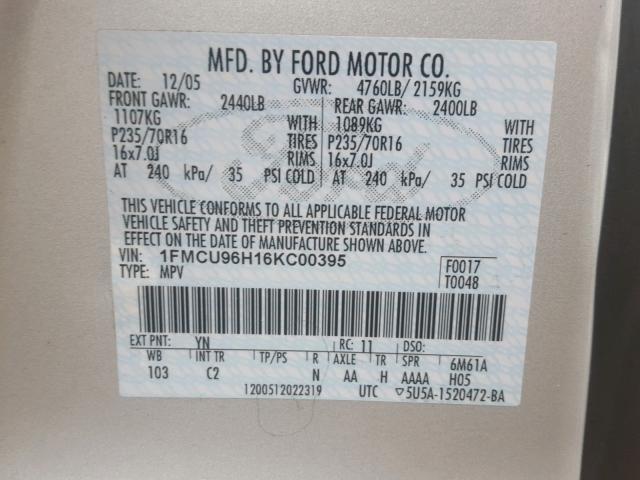 MFD. BY FORD MOTOR CO.
DATE: 12/05 GVWR: 4760LB/ 2159KG
FRONT GAWR: 2440LB REAR GAWR: 2400LB
1107KG WITH 1089KG WITH
P235/70R16 TIRES P235/70R16 TIRES
16x7.0J RIMS 16x7.0J RIMS
AT 240 kPa/ 35 PSI COLD AT 240 kPa/ 35 PSI COLD
Ford
THIS VEHICLE CONFORMS TO ALL APPLICABLE FEDERAL MOTOR
VEHICLE SAFETY AND THEFT PREVENTION STANDARDS IN
EFFECT ON THE DATE OF MANUFACTURE SHOWN ABOVE.
VIN: 1FMCU96H16KC00395 F0017
TYPE: MPV T0048
EXT PNT: YN RC: 11 DSO:
WB INT TR TP/PS R AXLE TR SPR 6M61A
103 C2 N AA H AAAA H05
1200512022319 UTC ▽5U5A-1520472-BA